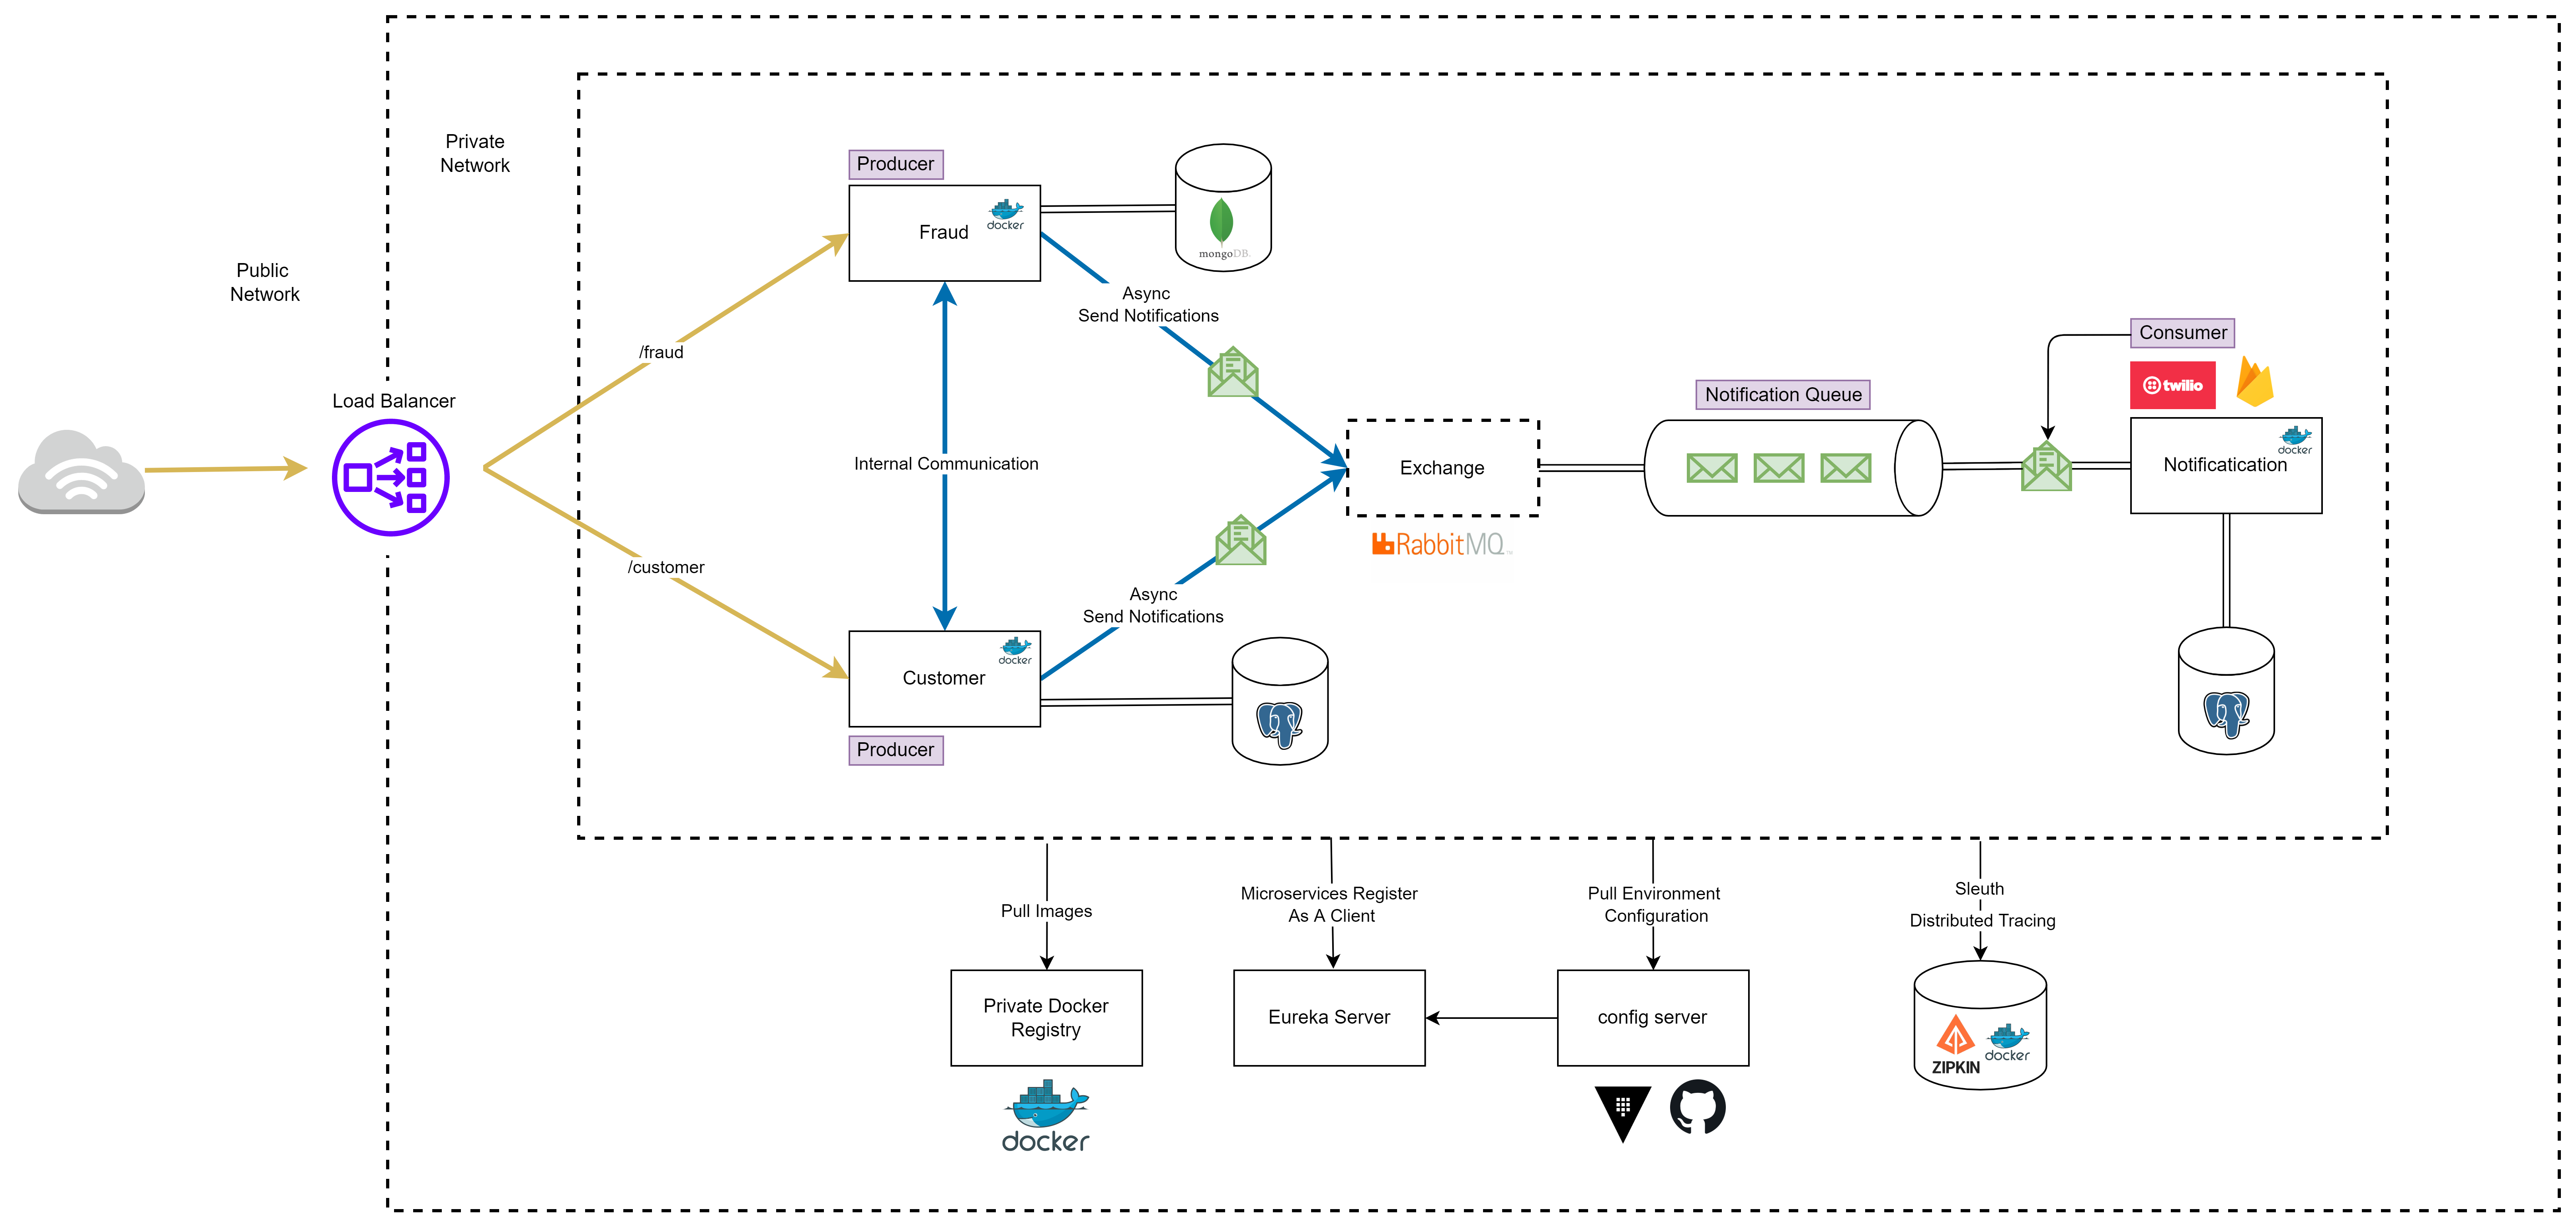 Private
Network
Public
Network
Load Balancer
/fraud
/customer
Producer
Fraud
docker
mongoDB
Async
Send Notifications
Internal Communication
Async
Send Notifications
docker
Customer
Producer
Exchange
RabbitMQ
Notification Queue
Consumer
twilio
docker
Notificatication
Pull Images
Microservices Register
As A Client
Pull Environment
Configuration
Sleuth
Distributed Tracing
Private Docker
Registry
docker
Eureka Server
config server
ZIPKIN
docker